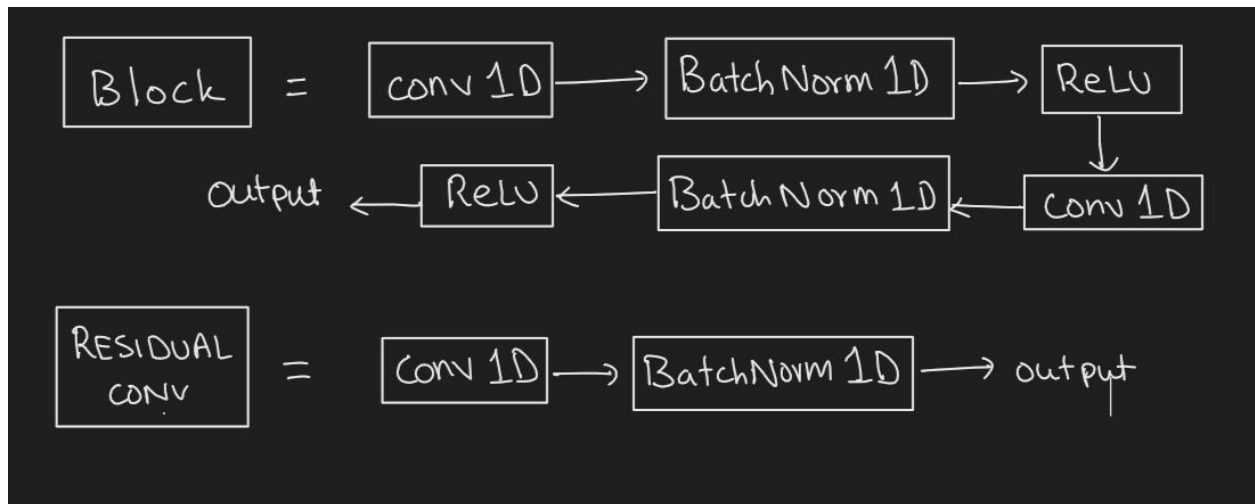 Block = conv 1D → BatchNorm 1D → ReLU
output ← ReLU ← BatchNorm 1D ← conv 1D
RESIDUAL
CONV = Conv 1D → BatchNorm 1D → output